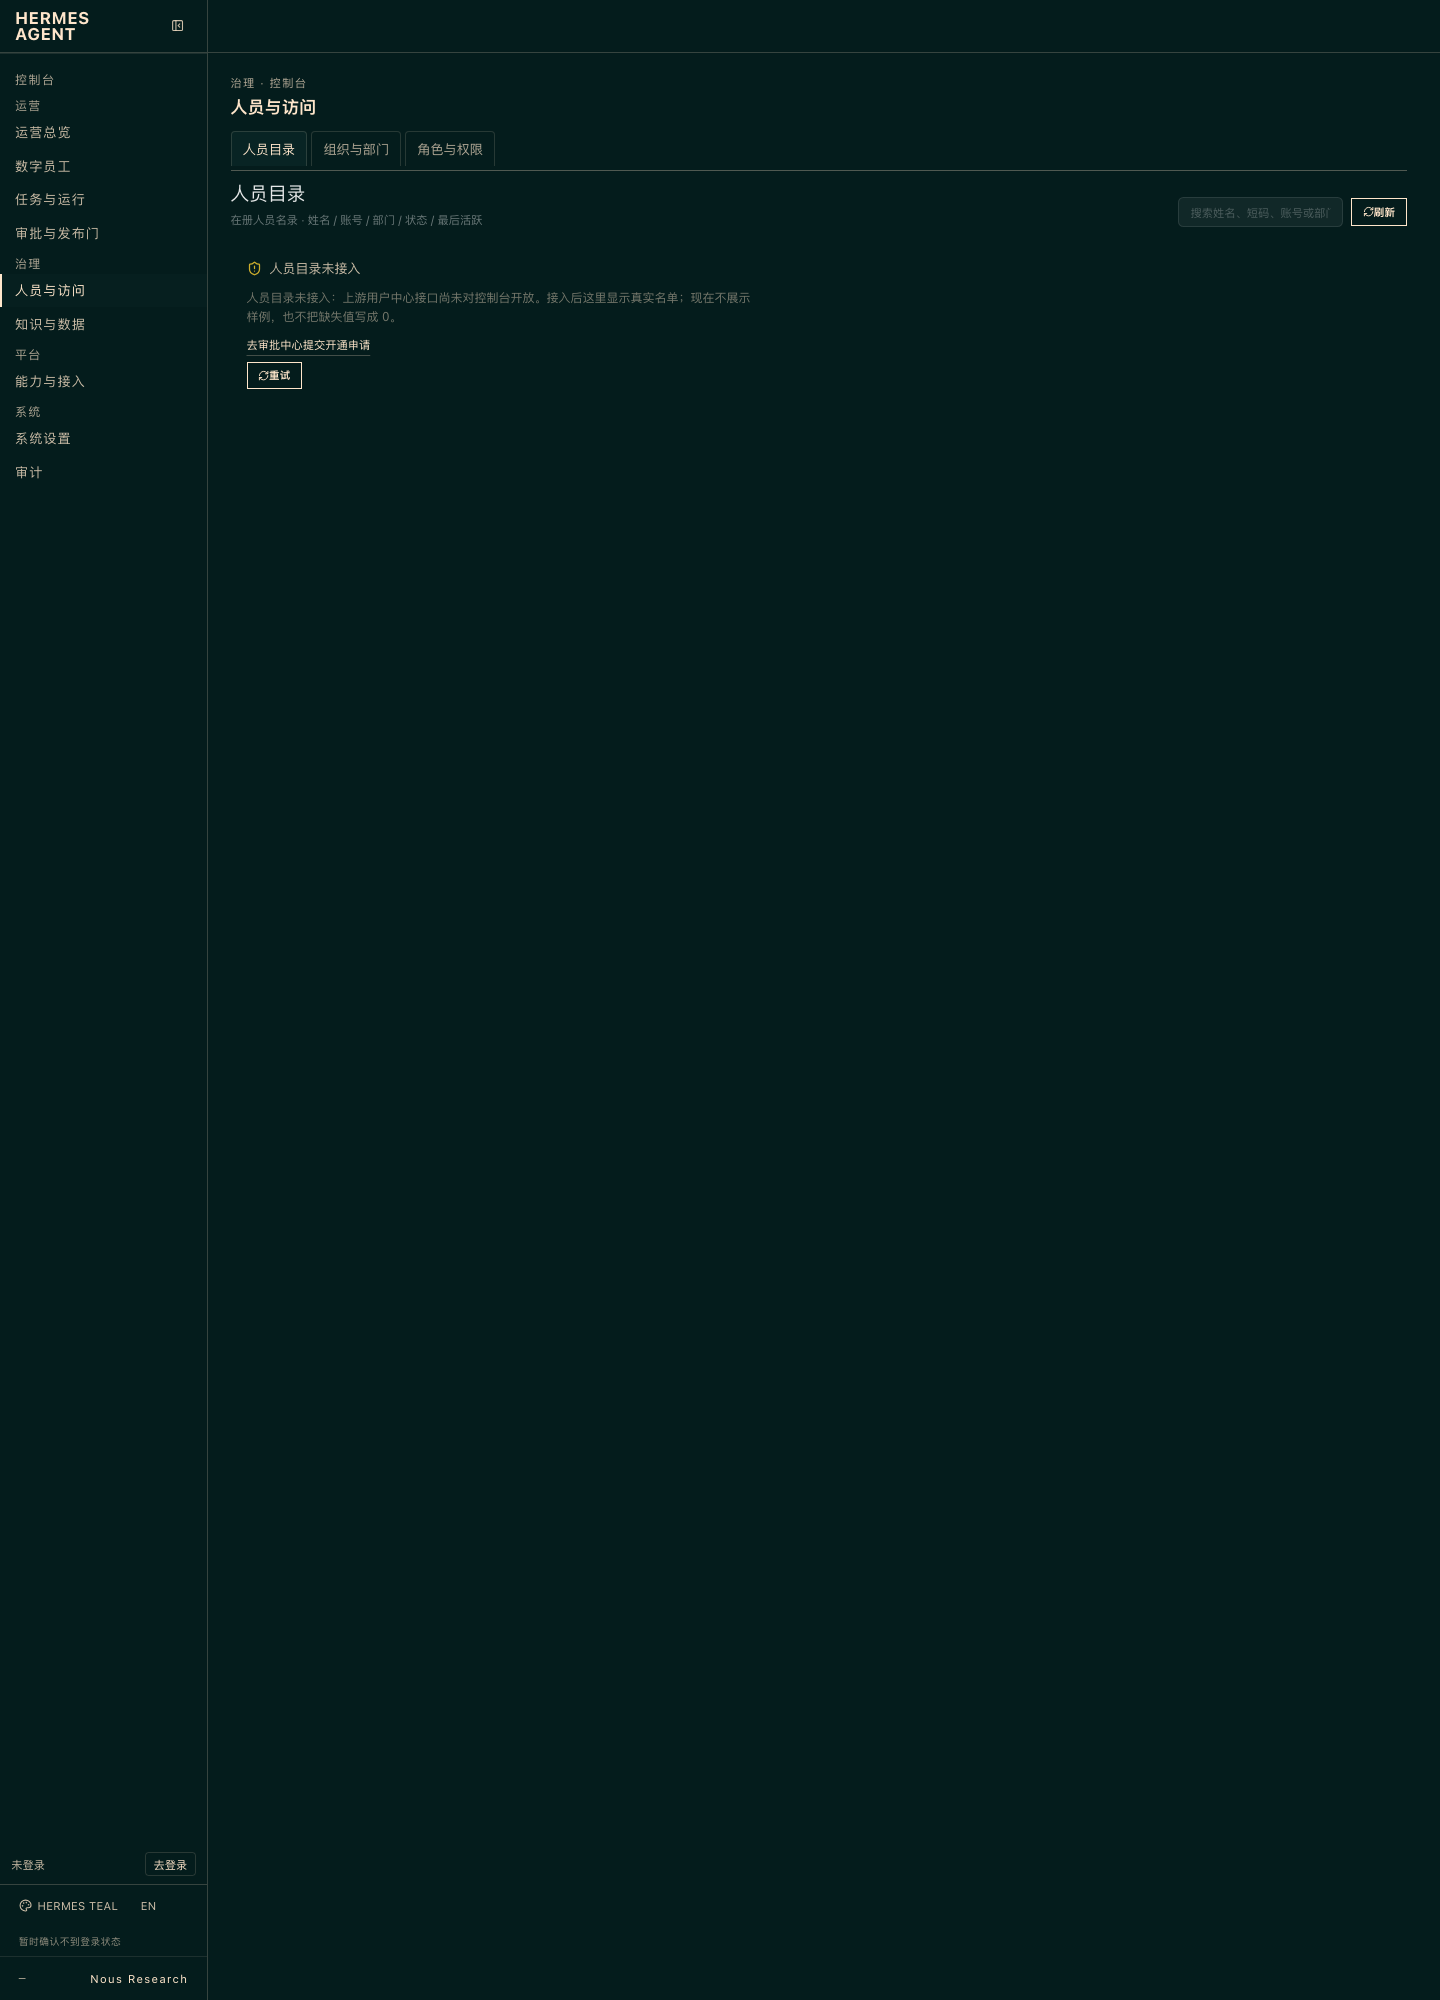 HERMES
AGENT
控制台
运营
运营总览
数字员工
任务与运行
审批与发布门
治理
人员与访问
知识与数据
平台
能力与接入
系统
系统设置
审计
未登录
去登录
HERMES TEAL
EN
暂时确认不到登录状态
—
Nous Research
治理 · 控制台
人员与访问
人员目录
组织与部门
角色与权限
人员目录
在册人员名录 · 姓名 / 账号 / 部门 / 状态 / 最后活跃
搜索姓名、短码、账号或部
刷新
人员目录未接入
人员目录未接入：上游用户中心接口尚未对控制台开放。接入后这里显示真实名单；现在不展示
样例，也不把缺失值写成 0。
去审批中心提交开通申请
重试